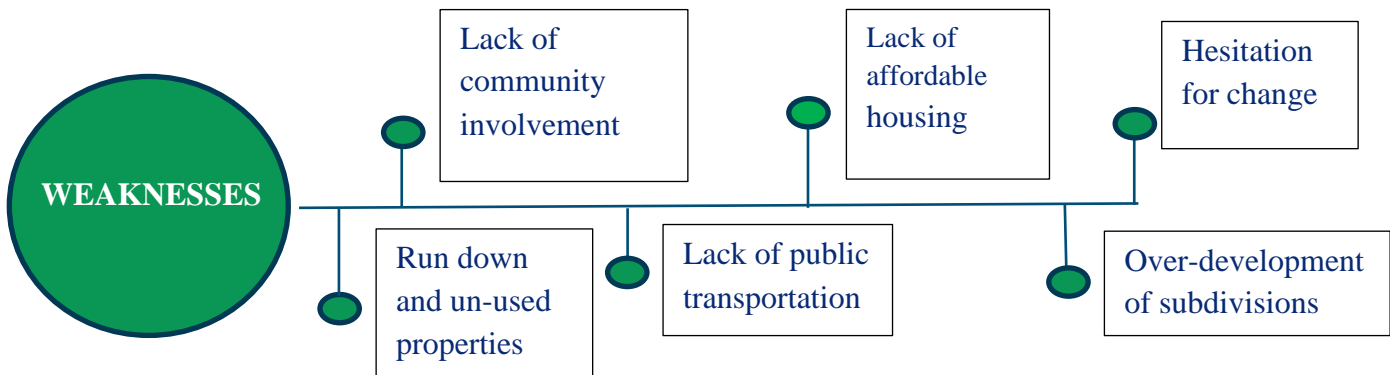 WEAKNESSES
Lack of
community
involvement
Lack of
affordable
housing
Hesitation
for change
Run down
and un-used
properties
Lack of public
transportation
Over-development
of subdivisions